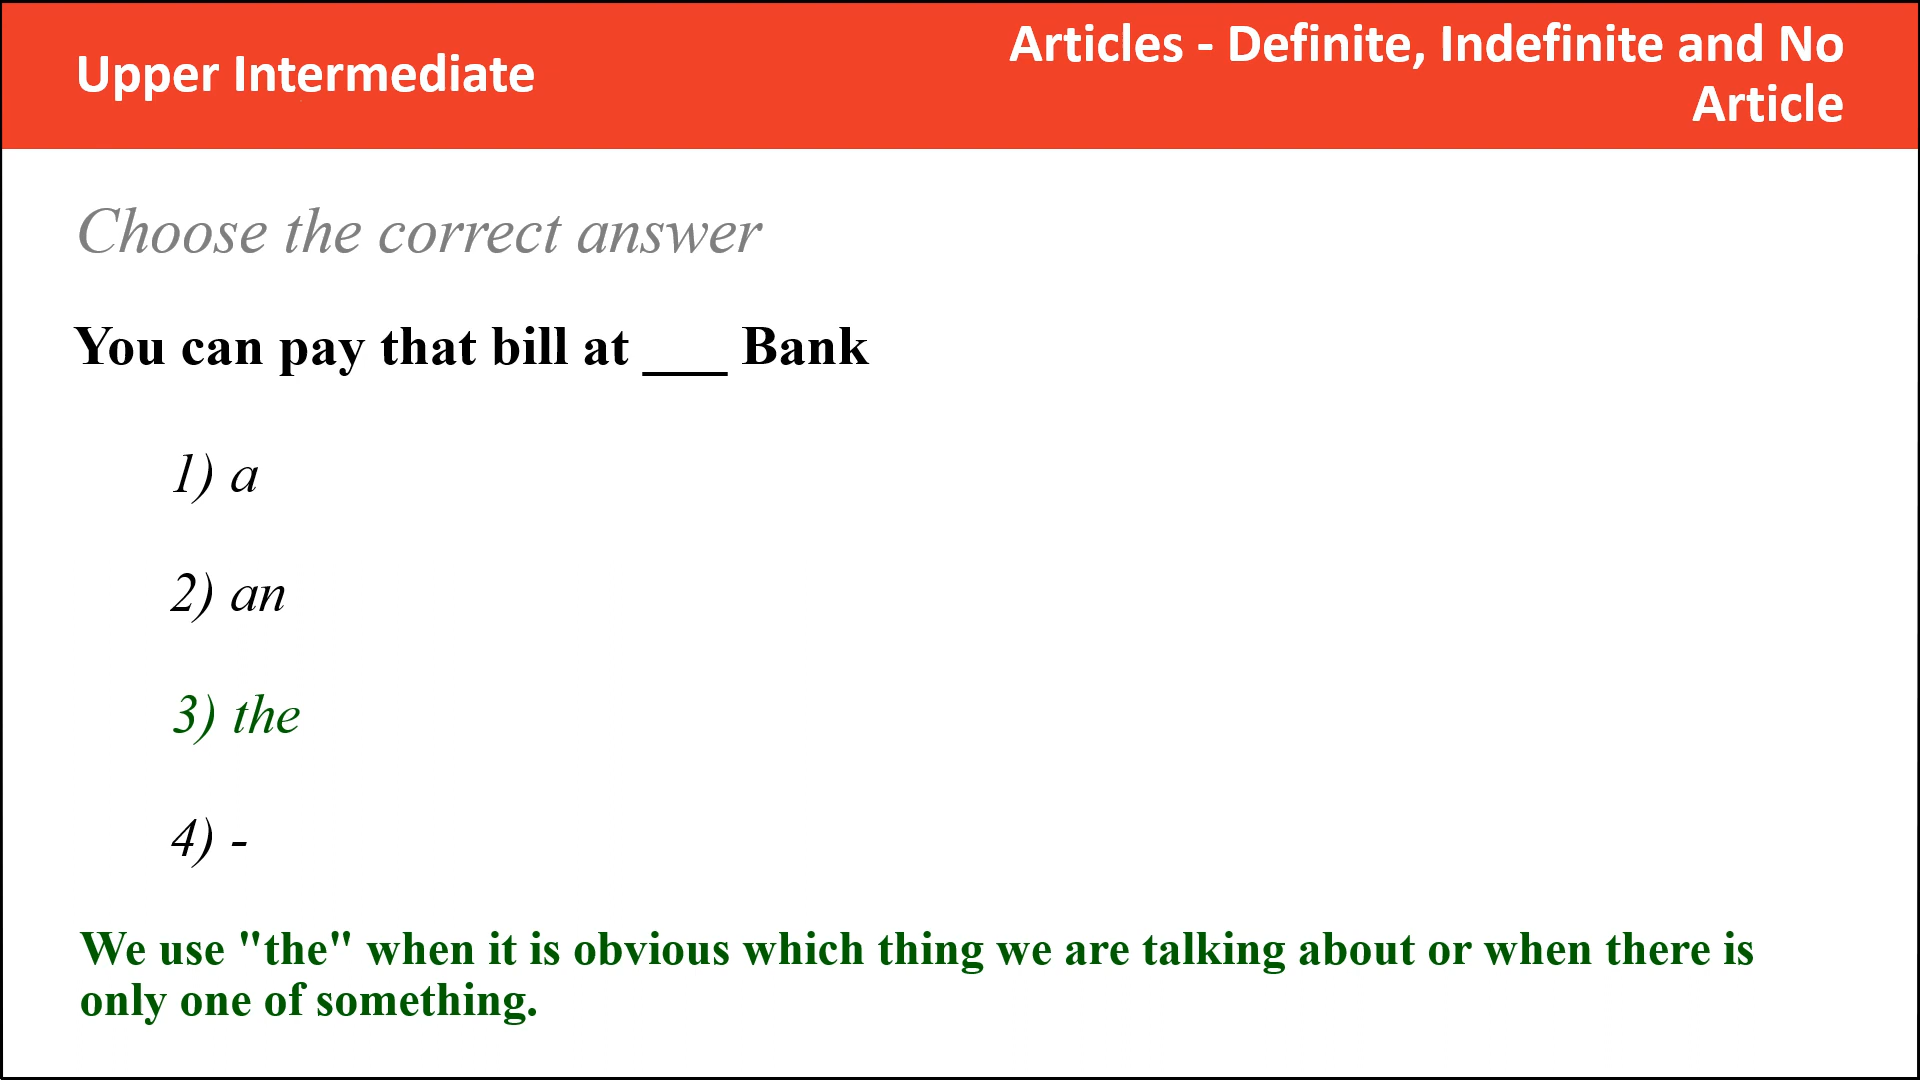 Upper Intermediate
Articles - Definite, Indefinite and No
Article
Choose the correct answer
You can pay that bill at ___ Bank
1) a
2) an
3) the
4) -
We use "the" when it is obvious which thing we are talking about or when there is
only one of something.